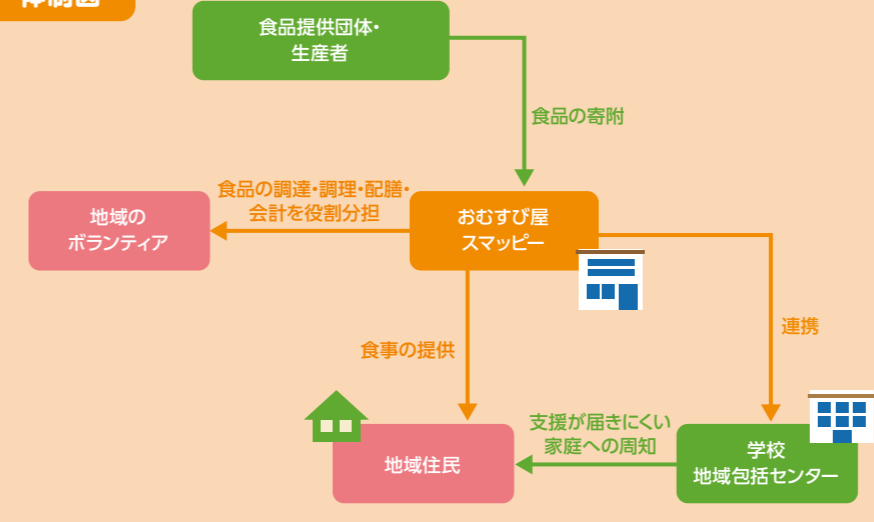 体制図
食品提供団体・
生産者
食品の寄附
食品の調達・調理・配膳・
会計を役割分担
地域の
ボランティア
おむすび屋
スマッピー
連携
食事の提供
支援が届きにくい
家庭への周知
地域住民
学校
地域包括センター